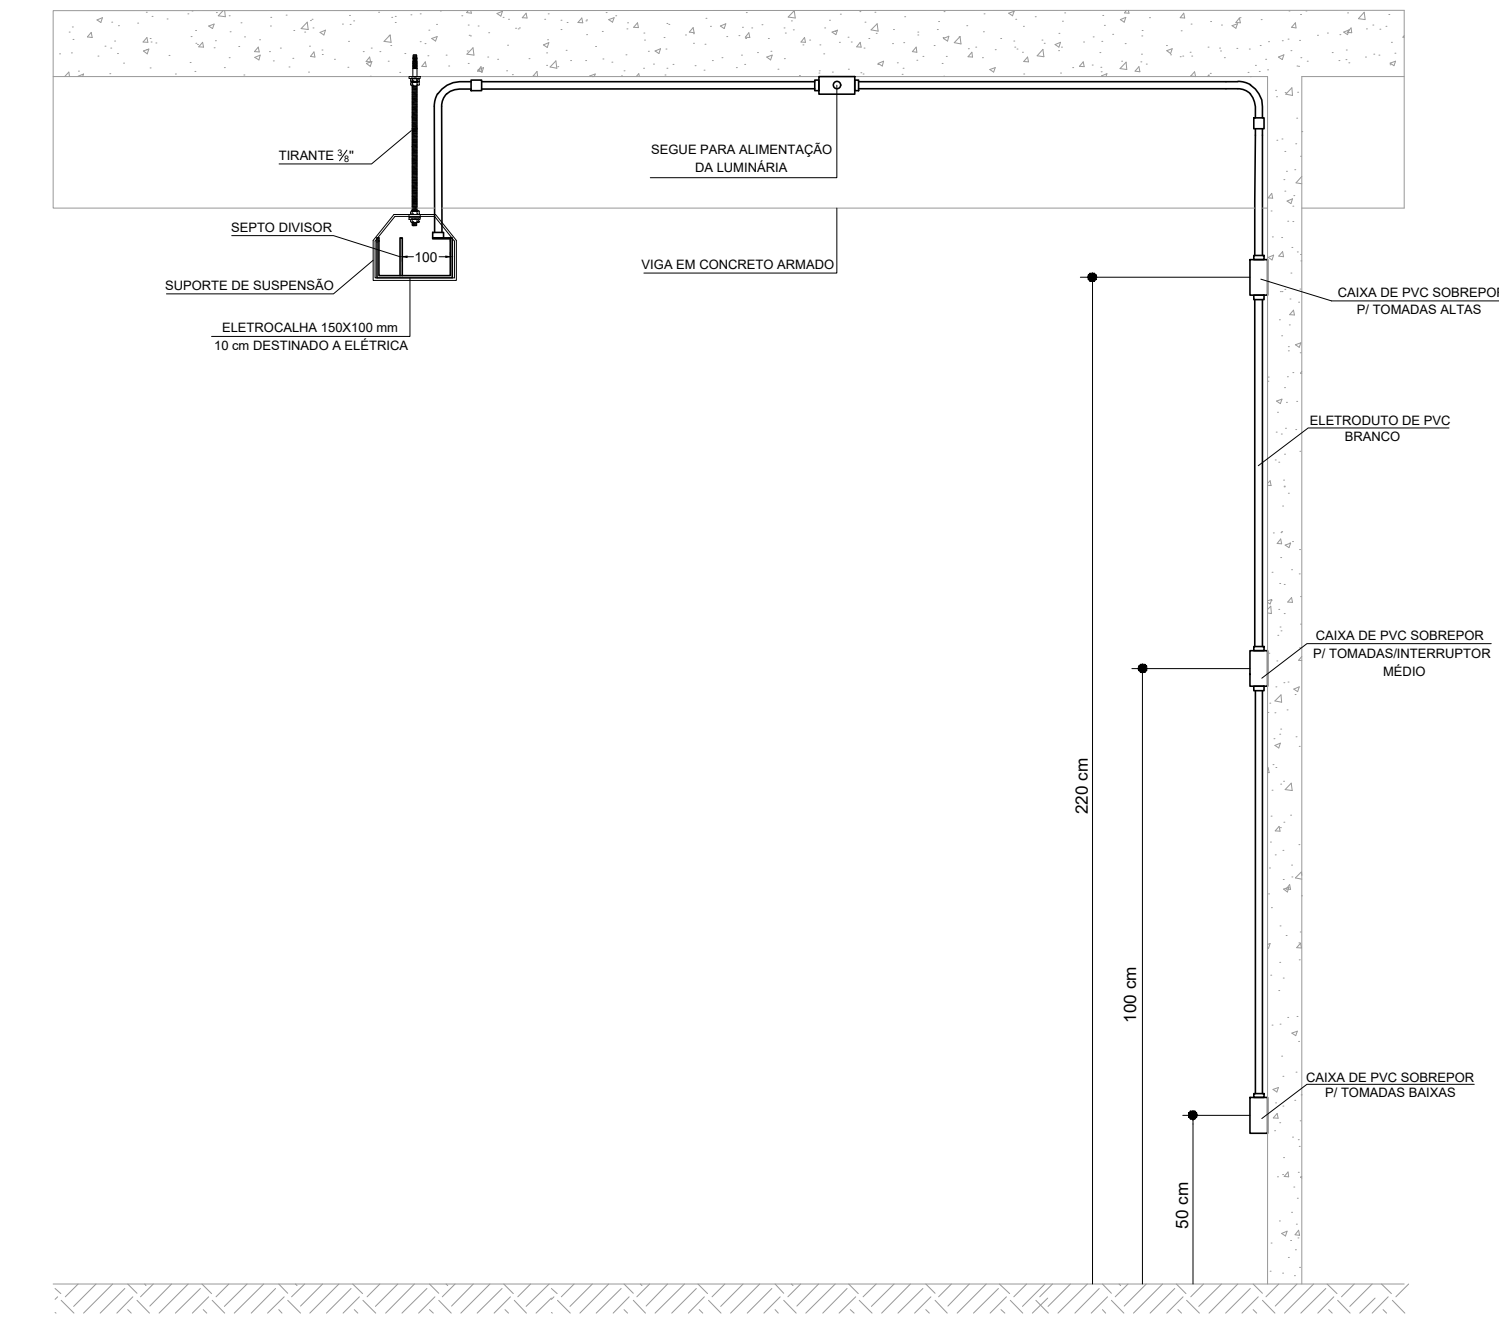 TIRANTE ⅜"
SEGUE PARA ALIMENTAÇÃO
DA LUMINÁRIA
SEPTO DIVISOR
100
SUPORTE DE SUSPENSÃO
VIGA EM CONCRETO ARMADO
ELETROCALHA 150X100 mm
10 cm DESTINADO A ELÉTRICA
CAIXA DE PVC SOBREPOR
P/ TOMADAS ALTAS
ELETRODUTO DE PVC
BRANCO
CAIXA DE PVC SOBREPOR
P/ TOMADAS/INTERRUPTOR
MÉDIO
220 cm
100 cm
CAIXA DE PVC SOBREPOR
P/ TOMADAS BAIXAS
50 cm